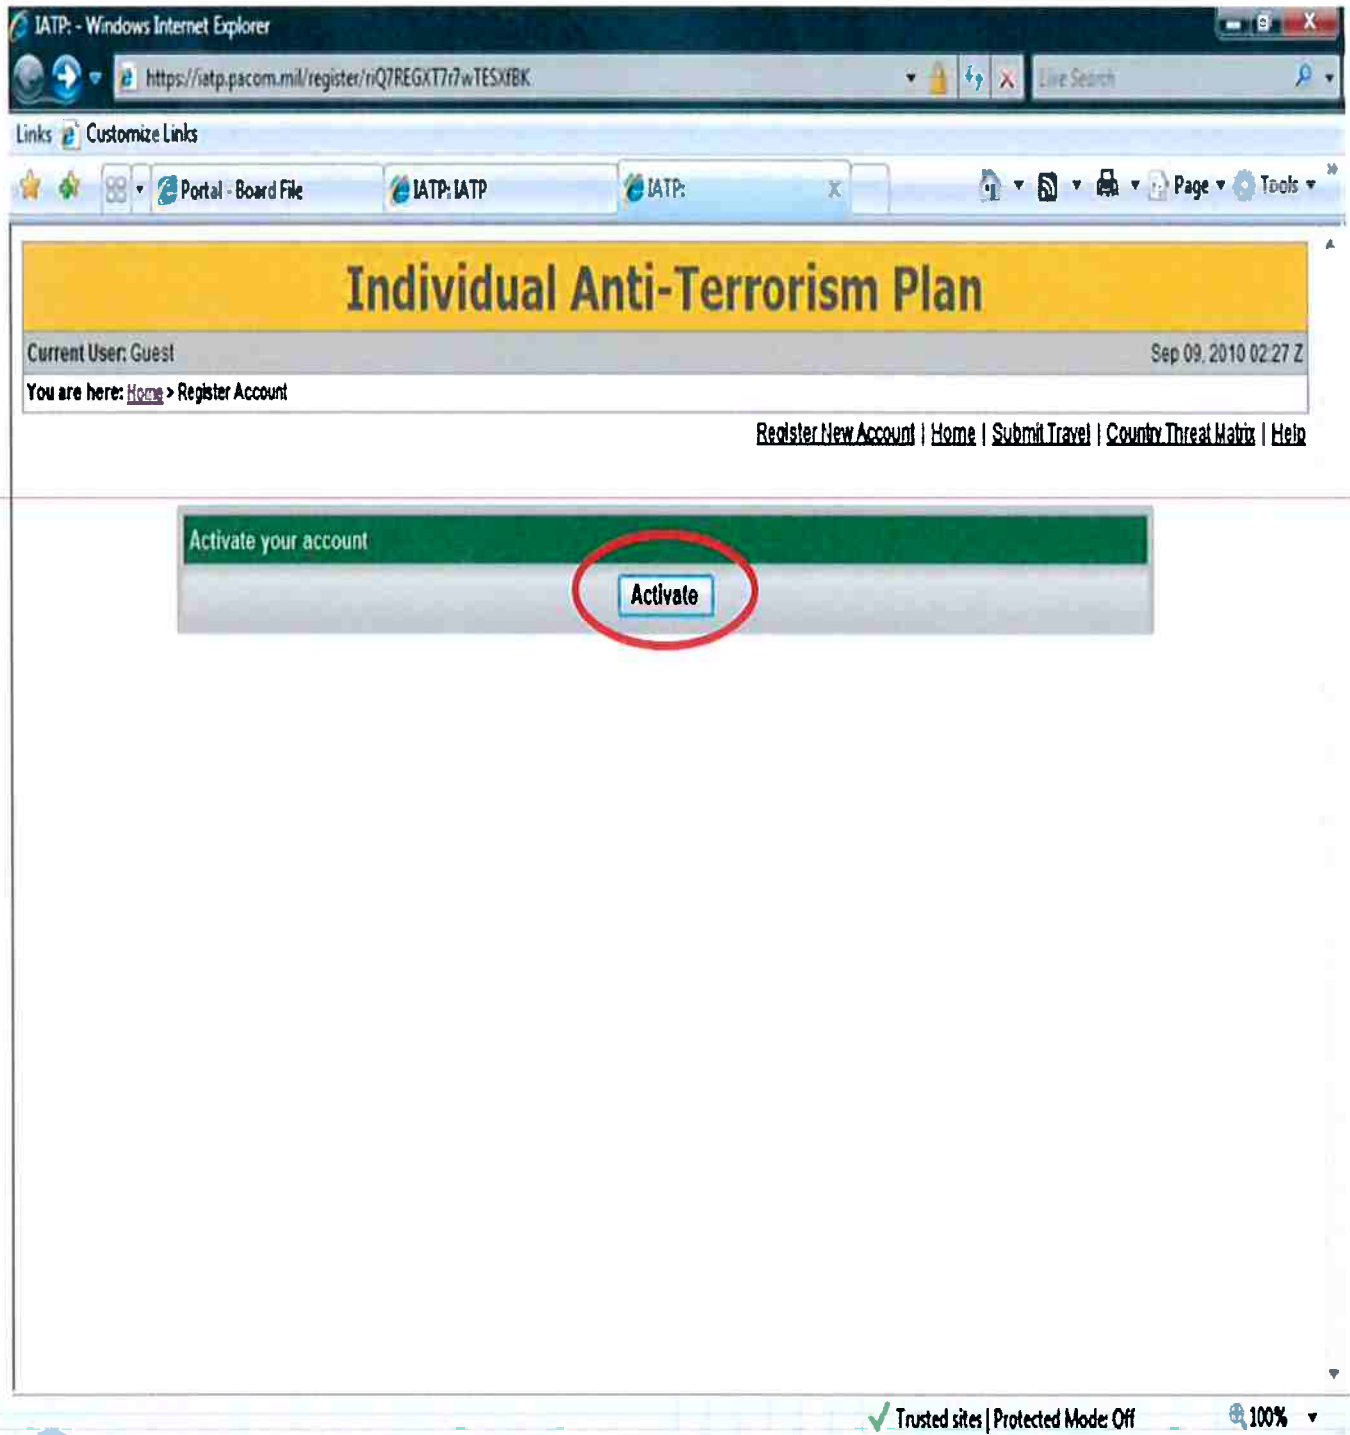 IATP: - Windows Internet Explorer
https://iatp.pacom.mil/register/riQ7REGXT7r7wTESXfBK
Live Search
Links Customize Links
Portal - Board File IATP: IATP IATP: Page Tools
Individual Anti-Terrorism Plan
Current User: Guest Sep 09, 2010 02:27 Z
You are here: Home > Register Account
Register New Account | Home | Submit Travel | Country Threat Matrix | Help
Activate your account
Activate
Trusted sites | Protected Mode: Off 100%